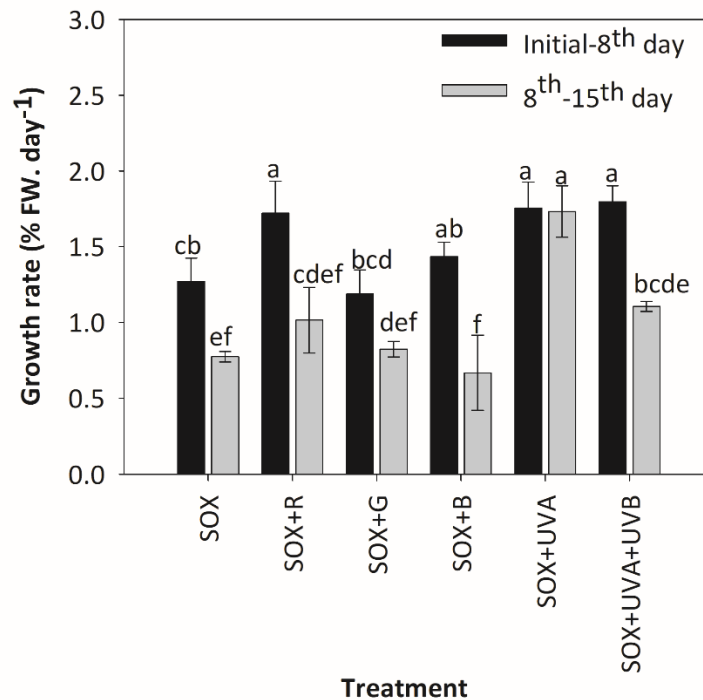 3.0
Initial-8th day
2.5
8th-15th day
2.0
a
a
a
a
1.5
cb
bcd
ab
cdef
bcde
1.0
ef
def
f
0.5
0.0
Growth rate (% FW. day-1)
SOX
SOX+R
SOX+G
SOX+B
SOX+UVA
SOX+UVA+UVB
Treatment